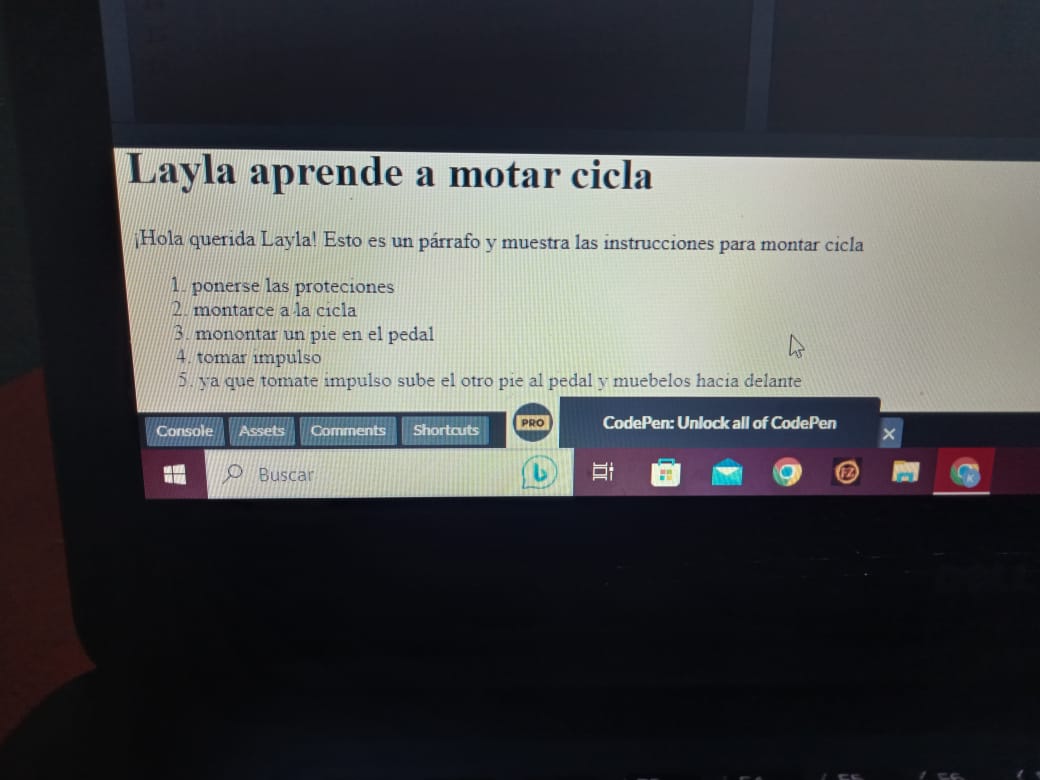 Layla aprende a motar cicla
¡Hola querida Layla! Esto es un párrafo y muestra las instrucciones para montar cicla
1. ponerse las proteciones
2. montarce a la cicla
3. monontar un pie en el pedal
4. tomar impulso
5. ya que tomate impulso sube el otro pie al pedal y muebelos hacia delante
Console Assets Comments Shortcuts PRO CodePen: Unlock all of CodePen ×
Buscar